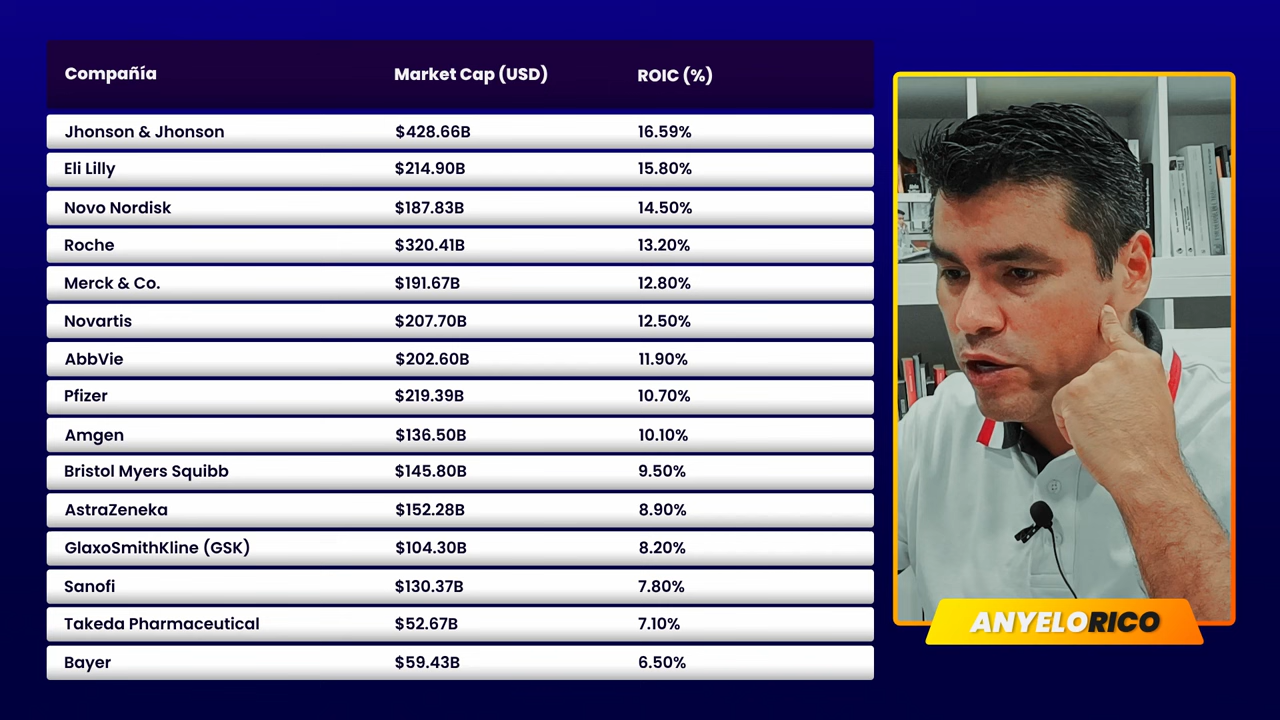 Compañía Market Cap (USD) ROIC (%)
Jhonson & Jhonson $428.66B 16.59%
Eli Lilly $214.90B 15.80%
Novo Nordisk $187.83B 14.50%
Roche $320.41B 13.20%
Merck & Co. $191.67B 12.80%
Novartis $207.70B 12.50%
AbbVie $202.60B 11.90%
Pfizer $219.39B 10.70%
Amgen $136.50B 10.10%
Bristol Myers Squibb $145.80B 9.50%
AstraZeneka $152.28B 8.90%
GlaxoSmithKline (GSK) $104.30B 8.20%
Sanofi $130.37B 7.80%
Takeda Pharmaceutical $52.67B 7.10%
Bayer $59.43B 6.50%
ANYELORICO